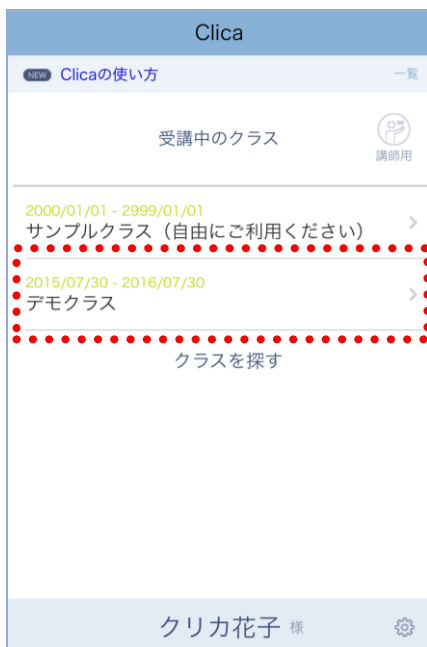 Clica
NEW Clicaの使い方 一覧
受講中のクラス
講師用
2000/01/01 - 2999/01/01
サンプルクラス（自由にご利用ください）
2015/07/30 - 2016/07/30
デモクラス
クラスを探す
クリカ花子 様